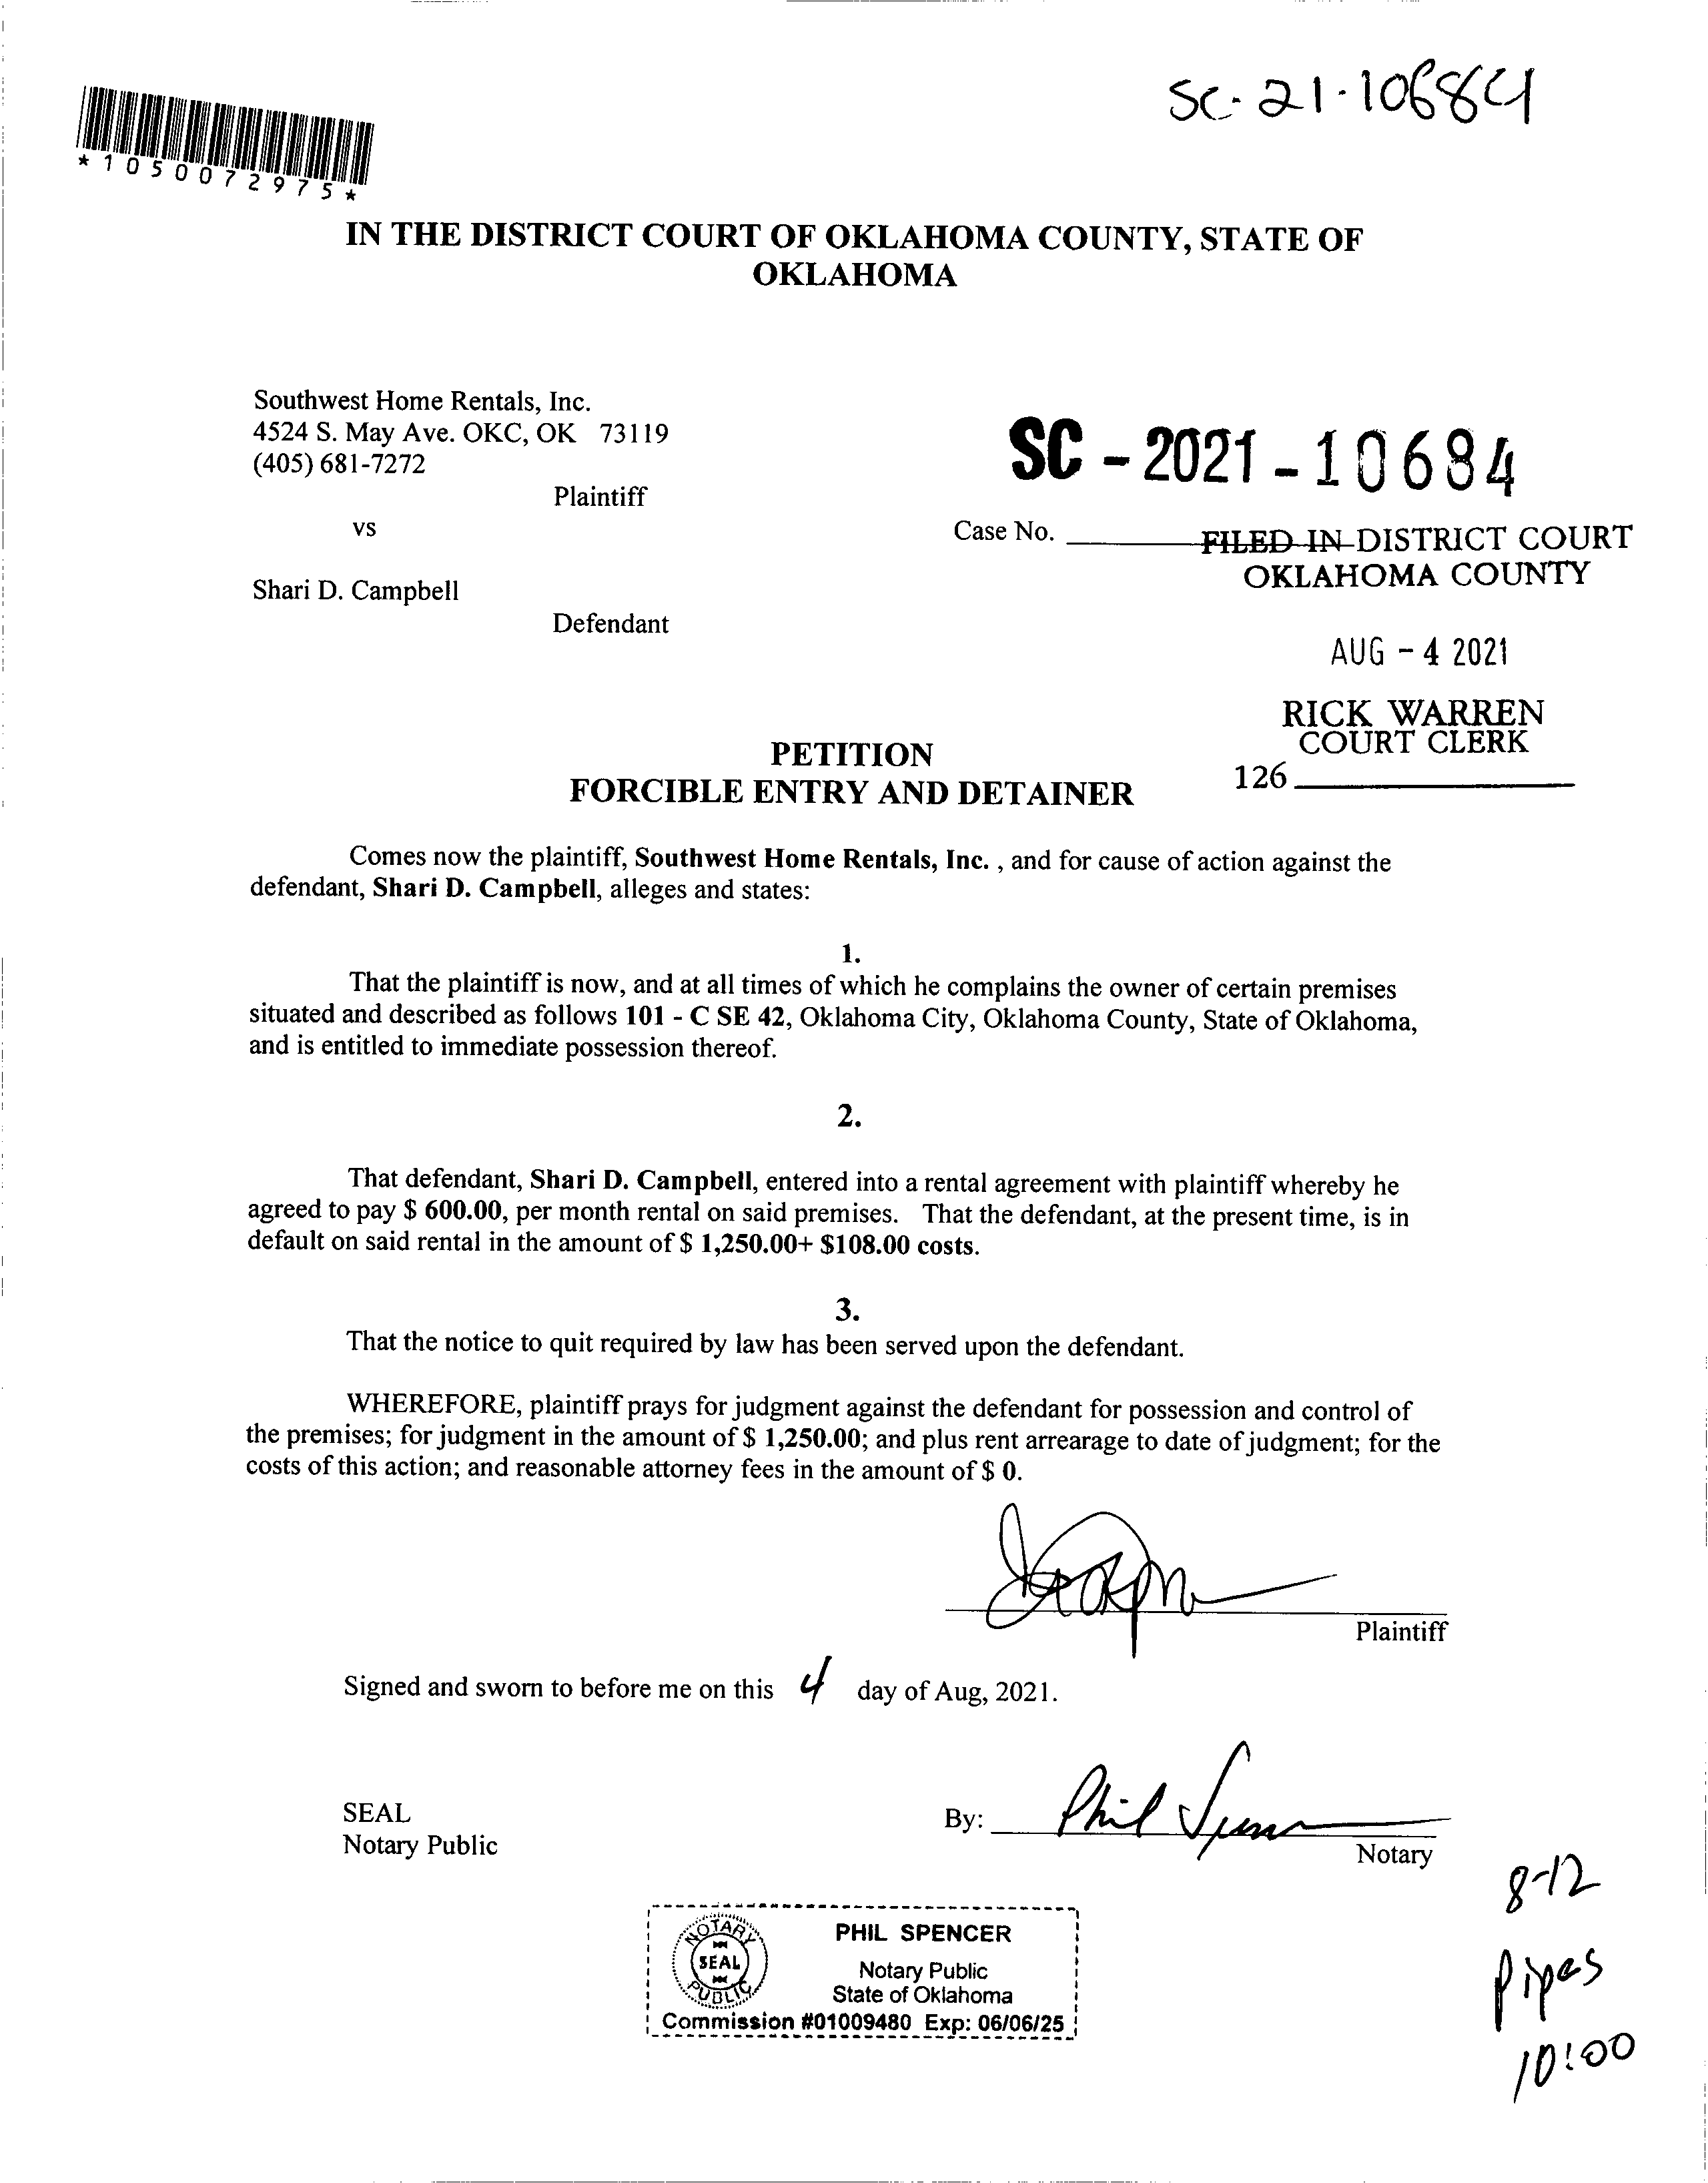 SC-21-10684
*1050072975*
IN THE DISTRICT COURT OF OKLAHOMA COUNTY, STATE OF
OKLAHOMA
Southwest Home Rentals, Inc.
4524 S. May Ave. OKC, OK 73119
(405) 681-7272
Plaintiff
vs
Shari D. Campbell
Defendant
SC - 2021 - 10684
Case No.
FILED IN DISTRICT COURT
OKLAHOMA COUNTY
AUG - 4 2021
RICK WARREN
COURT CLERK
126
PETITION
FORCIBLE ENTRY AND DETAINER
Comes now the plaintiff, Southwest Home Rentals, Inc. , and for cause of action against the
defendant, Shari D. Campbell, alleges and states:
1.
That the plaintiff is now, and at all times of which he complains the owner of certain premises
situated and described as follows 101 - C SE 42, Oklahoma City, Oklahoma County, State of Oklahoma,
and is entitled to immediate possession thereof.
2.
That defendant, Shari D. Campbell, entered into a rental agreement with plaintiff whereby he
agreed to pay $ 600.00, per month rental on said premises. That the defendant, at the present time, is in
default on said rental in the amount of $ 1,250.00+ $108.00 costs.
3.
That the notice to quit required by law has been served upon the defendant.
WHEREFORE, plaintiff prays for judgment against the defendant for possession and control of
the premises; for judgment in the amount of $ 1,250.00; and plus rent arrearage to date of judgment; for the
costs of this action; and reasonable attorney fees in the amount of $ 0.
Plaintiff
Signed and sworn to before me on this 4 day of Aug, 2021.
SEAL
Notary Public
By: Phil Spencer
Notary
8-12
Pipes
10:00
NOTARY
SEAL
PUBLIC
PHIL SPENCER
Notary Public
State of Oklahoma
Commission #01009480 Exp: 06/06/25